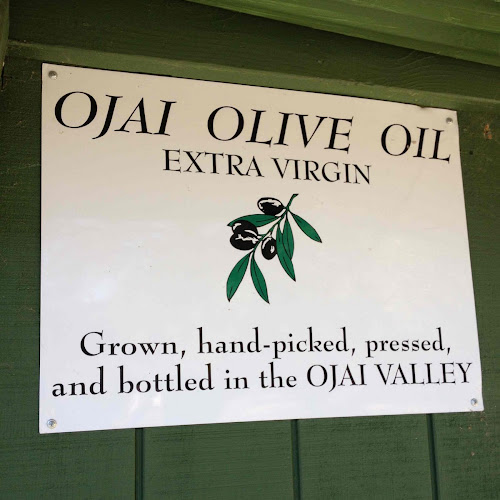 OJAI OLIVE OIL
EXTRA VIRGIN
Grown, hand-picked, pressed,
and bottled in the OJAI VALLEY